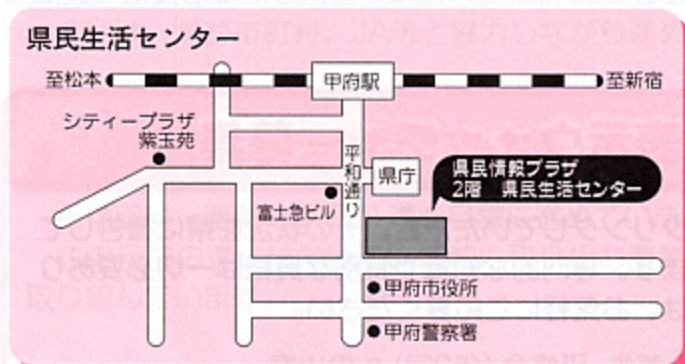 県民生活センター
至松本
甲府駅
至新宿
シティープラザ
紫玉苑
平和通り
県庁
県民情報プラザ
2階 県民生活センター
富士急ビル
甲府市役所
甲府警察署